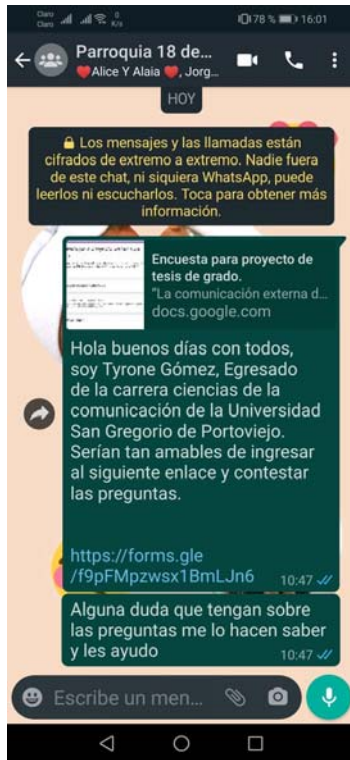 Claro
Claro
0
K/s
78 %
16:01
Parroquia 18 de...
❤️Alice Y Alaia ❤️, Jorg...
HOY
🔒 Los mensajes y las llamadas están
cifrados de extremo a extremo. Nadie fuera
de este chat, ni siquiera WhatsApp, puede
leerlos ni escucharlos. Toca para obtener más
información.
Encuesta para proyecto de
tesis de grado.
"La comunicación externa d...
docs.google.com
Hola buenos días con todos,
soy Tyrone Gómez, Egresado
de la carrera ciencias de la
comunicación de la Universidad
San Gregorio de Portoviejo.
Serían tan amables de ingresar
al siguiente enlace y contestar
las preguntas.
https://forms.gle
/f9pFMpzwsx1BmLJn6 10:47
Alguna duda que tengan sobre
las preguntas me lo hacen saber
y les ayudo 10:47
Escribe un men...